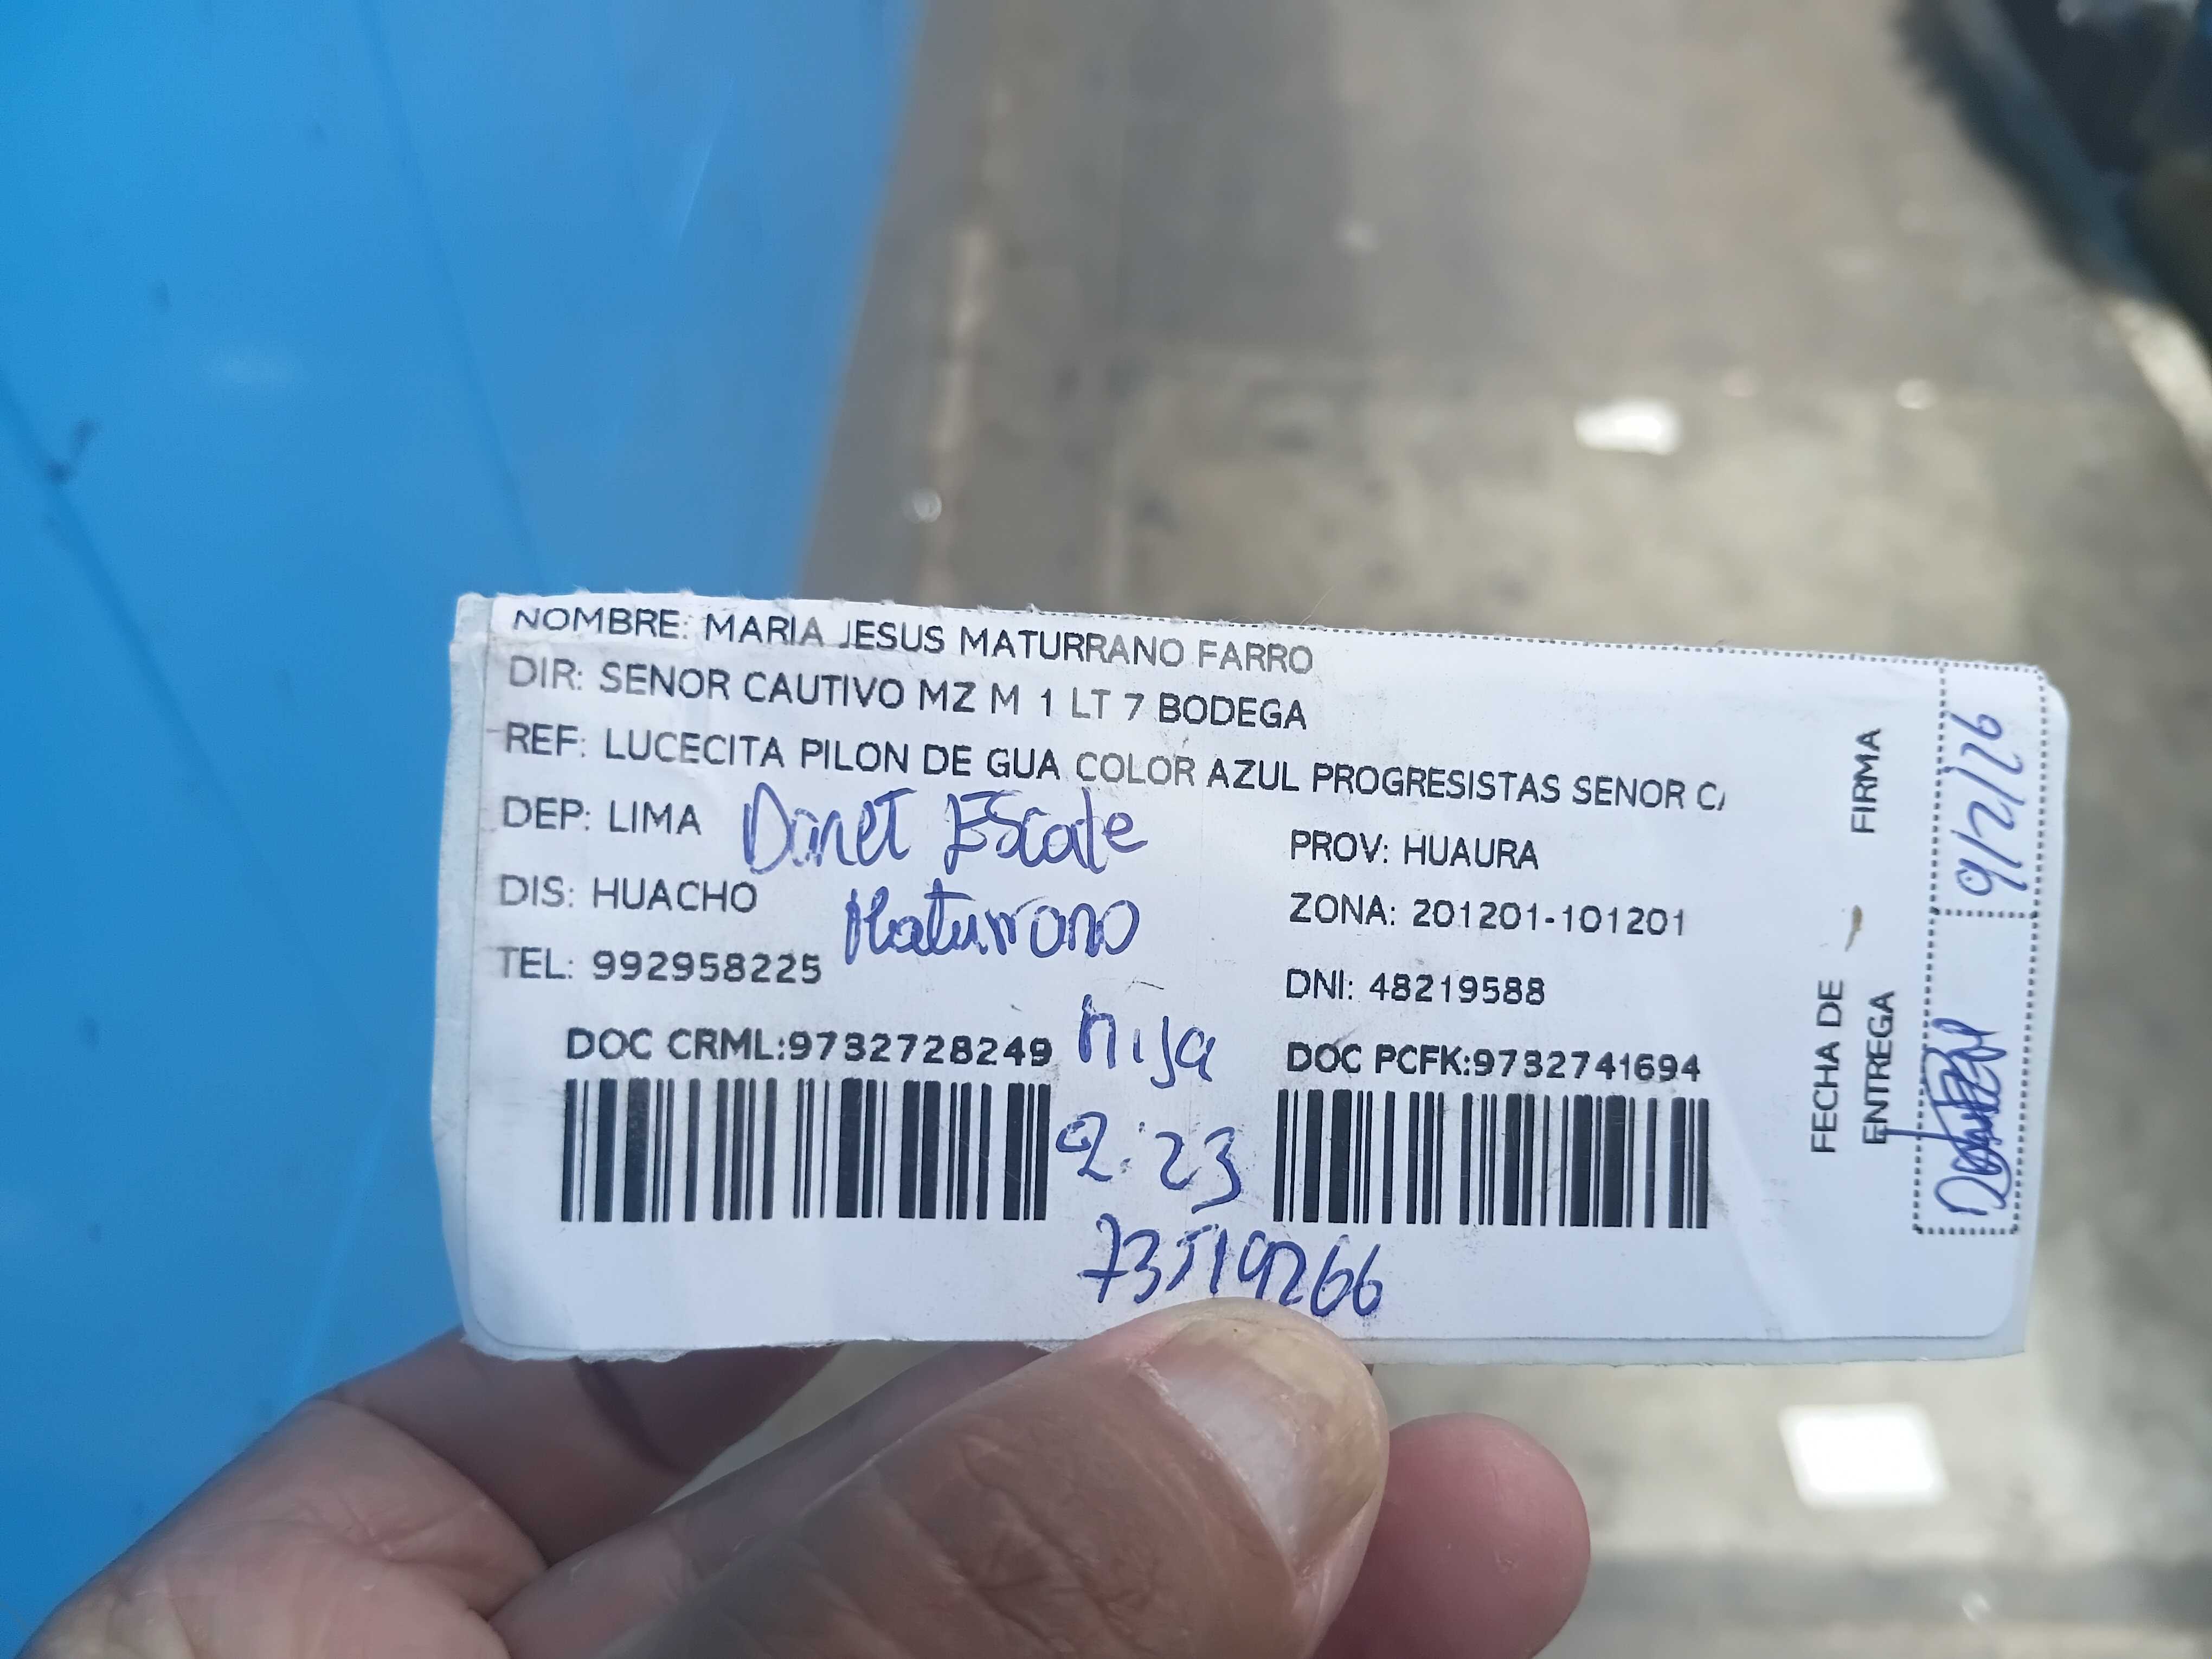 NOMBRE: MARIA JESUS MATURRANO FARRO
DIR: SENOR CAUTIVO MZ M 1 LT 7 BODEGA
REF: LUCECITA PILON DE GUA COLOR AZUL PROGRESISTAS SENOR CA
DEP: LIMA
Danet Escate
PROV: HUAURA
DIS: HUACHO
Maturrano
ZONA: 201201-101201
TEL: 992958225
DNI: 48219588
hija
DOC CRML:9732728249
DOC PCFK:9732741694
2:23
73519266
FIRMA
9/2/26
FECHA DE
ENTREGA